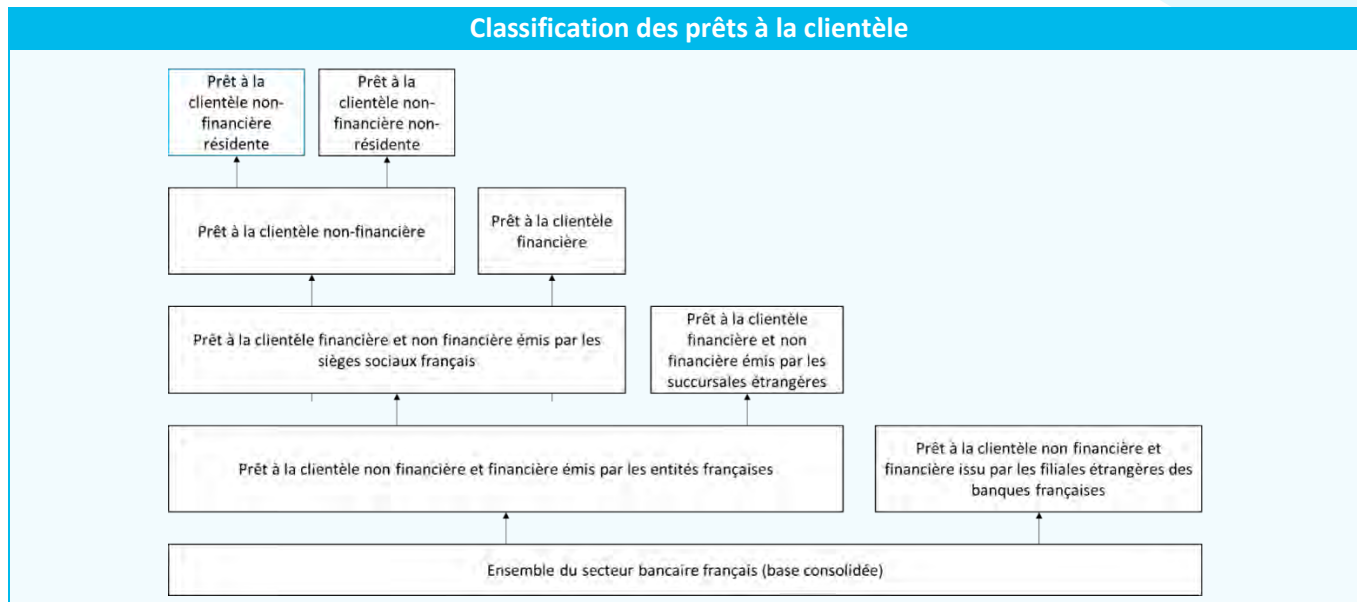 Classification des prêts à la clientèle
Prêt à la
clientèle non-
financière
résidente
Prêt à la
clientèle non-
financière non-
résidente
Prêt à la clientèle non-financière
Prêt à la clientèle
financière
Prêt à la clientèle financière et non financière émis par les
sièges sociaux français
Prêt à la clientèle
financière et non
financière émis par les
succursales étrangères
Prêt à la clientèle non financière et financière émis par les entités françaises
Prêt à la clientèle non financière et
financière issu par les filiales étrangères des
banques françaises
Ensemble du secteur bancaire français (base consolidée)